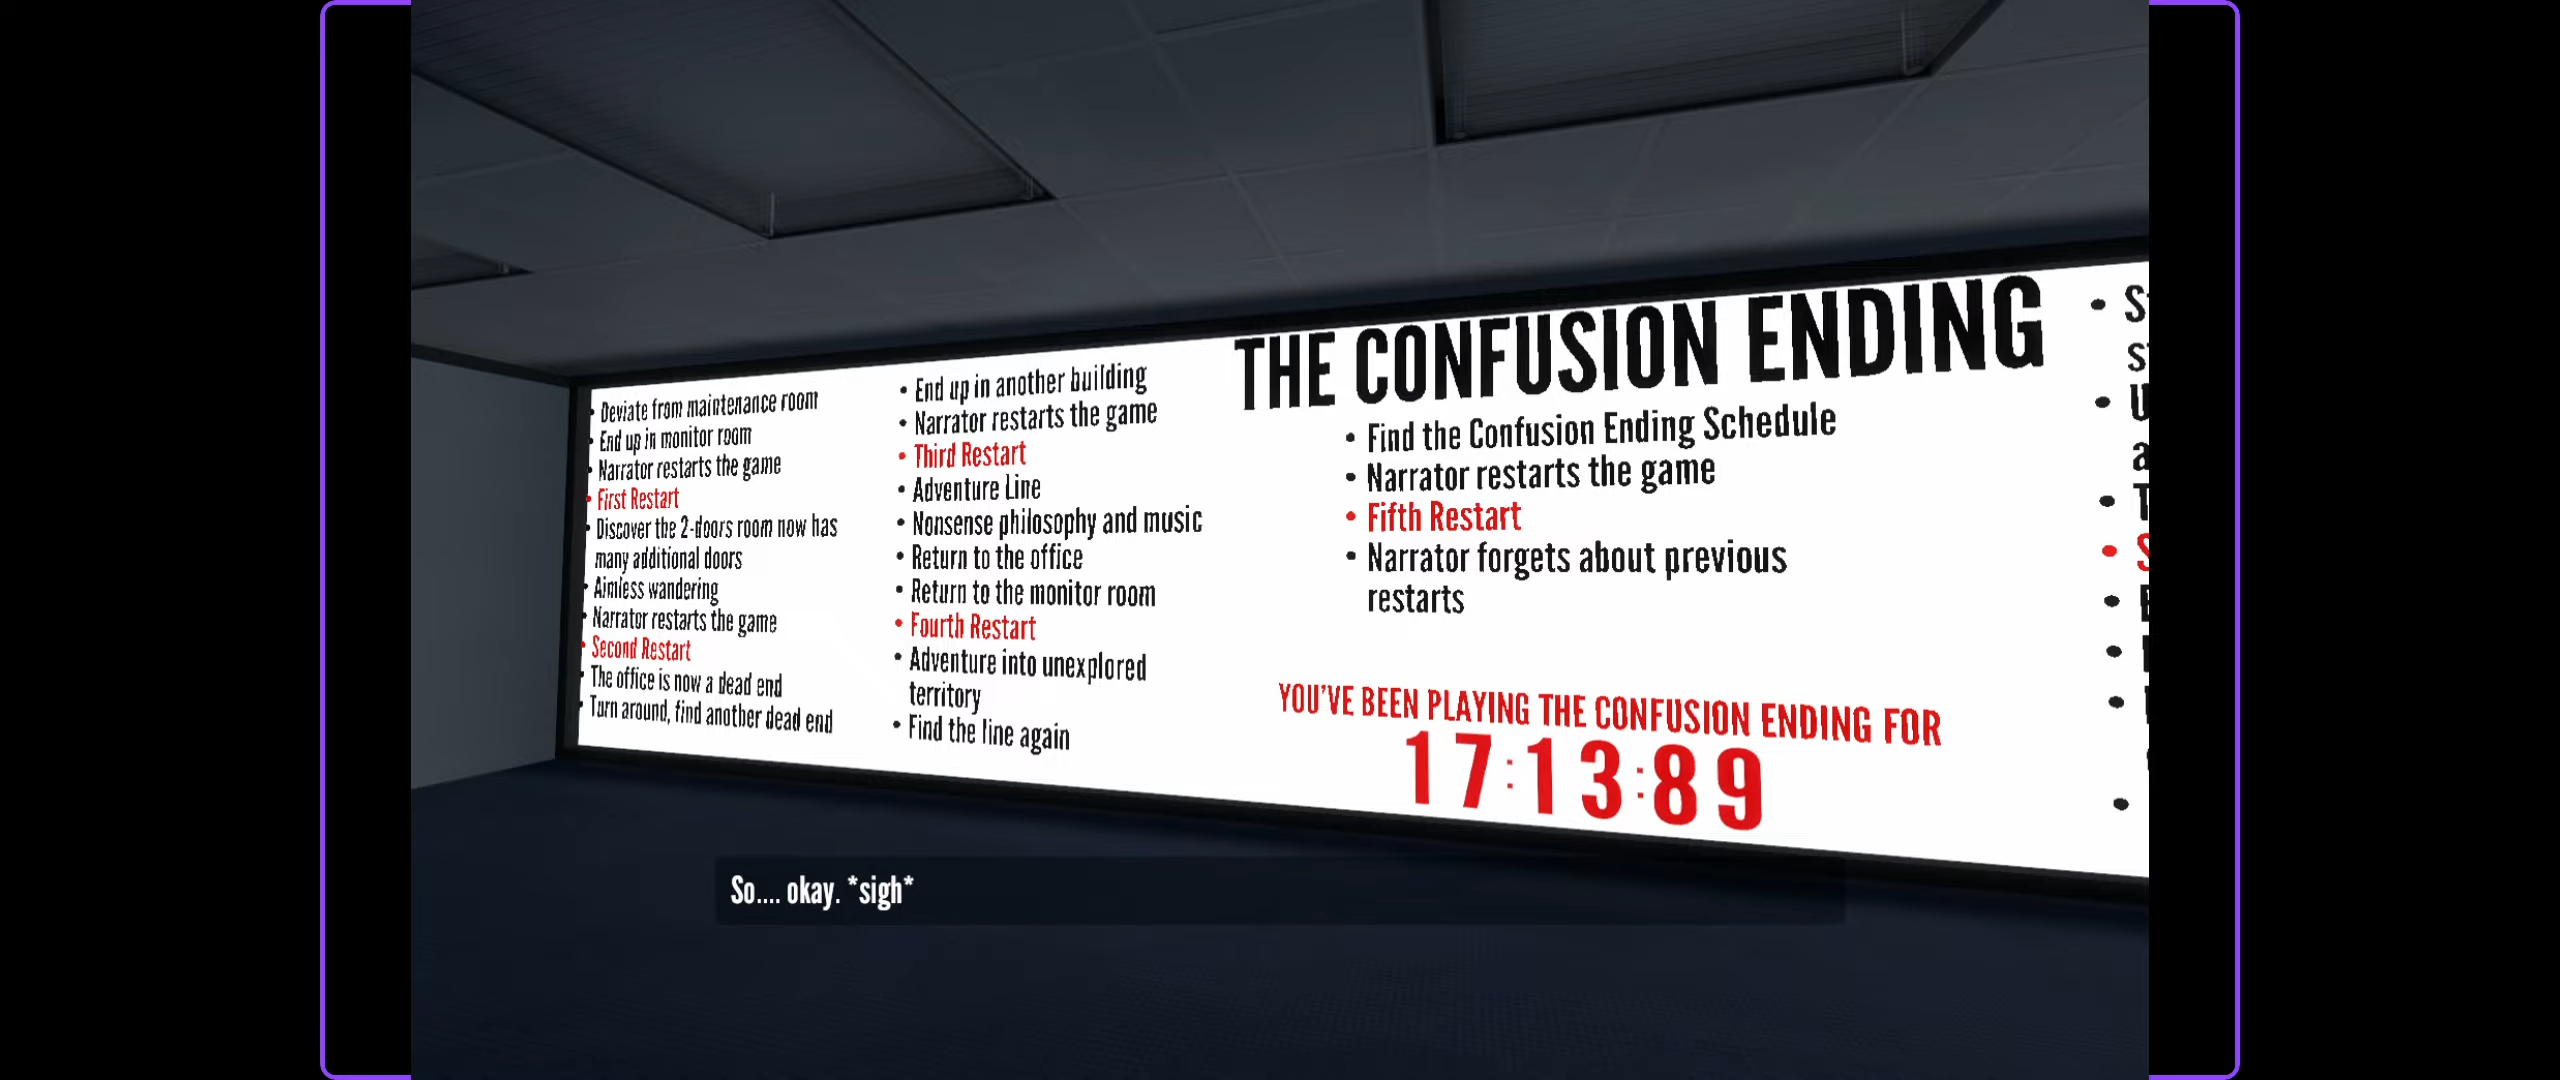 • Deviate from maintenance room
• End up in monitor room
• Narrator restarts the game
• First Restart
• Discover the 2-doors room now has
many additional doors
• Aimless wandering
• Narrator restarts the game
• Second Restart
• The office is now a dead end
• Turn around, find another dead end
• End up in another building
• Narrator restarts the game
• Third Restart
• Adventure Line
• Nonsense philosophy and music
• Return to the office
• Return to the monitor room
• Fourth Restart
• Adventure into unexplored
territory
• Find the line again
THE CONFUSION ENDING
• Find the Confusion Ending Schedule
• Narrator restarts the game
• Fifth Restart
• Narrator forgets about previous
restarts
YOU'VE BEEN PLAYING THE CONFUSION ENDING FOR
17:13:89
So.... okay. *sigh*